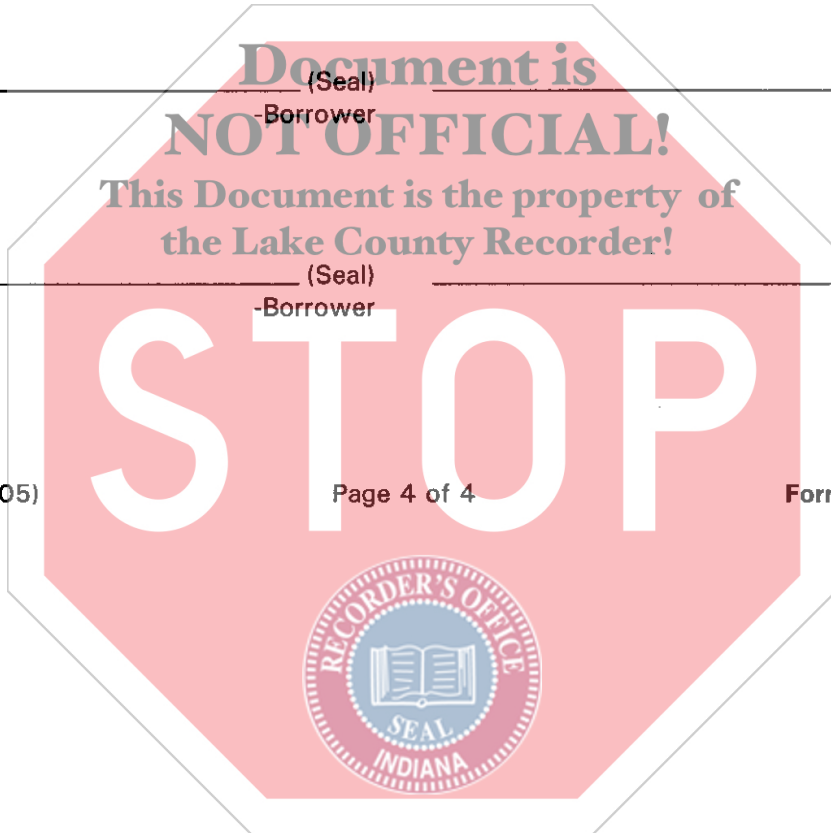 Document is
(Seal)
-Borrower
NOT OFFICIAL!
This Document is the property of
the Lake County Recorder!
(Seal)
-Borrower
STOP
05) Page 4 of 4 Forr
RECORDER'S OFFICE
SEAL
INDIANA